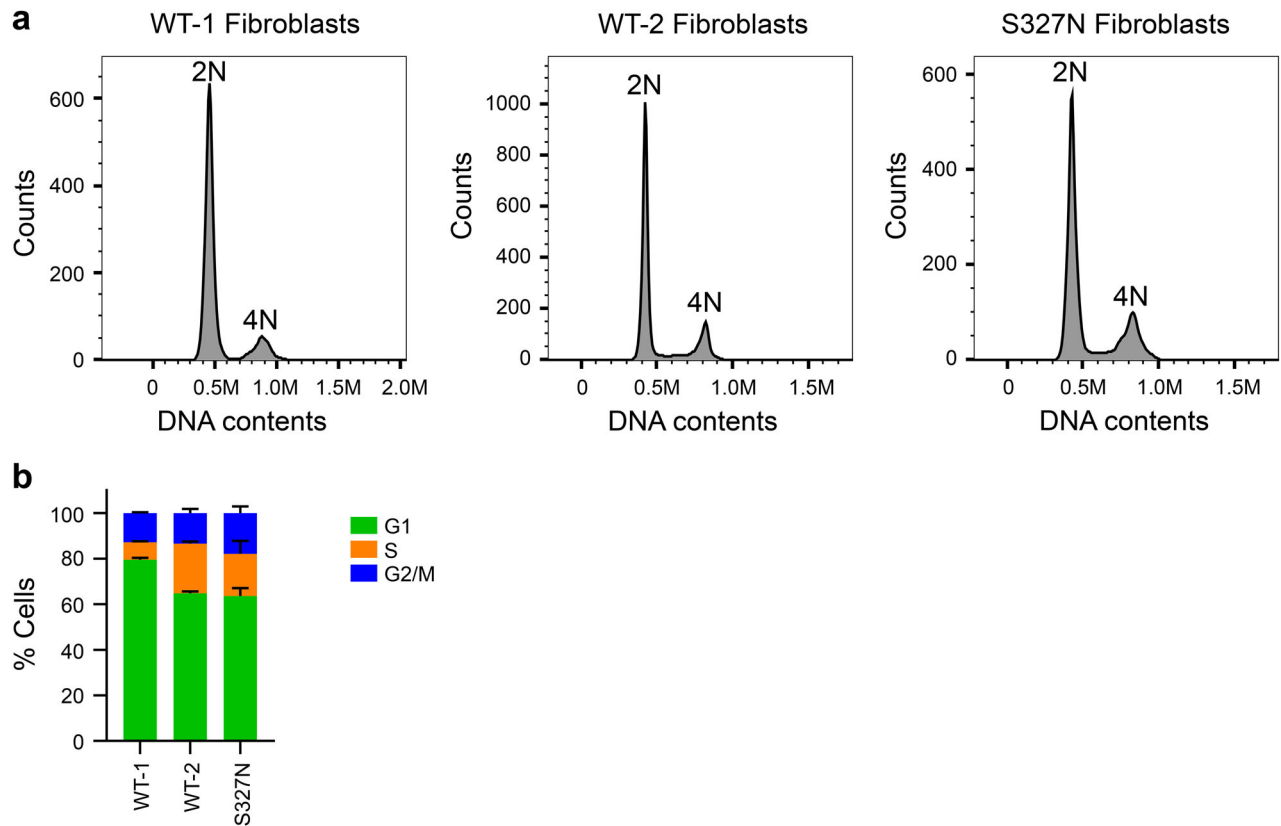 a
WT-1 Fibroblasts
2N
4N
Counts
600
400
200
0
0 0.5M 1.0M 1.5M 2.0M
DNA contents
WT-2 Fibroblasts
2N
4N
Counts
1000
800
600
400
200
0
0 0.5M 1.0M 1.5M
DNA contents
S327N Fibroblasts
2N
4N
Counts
600
400
200
0
0 0.5M 1.0M 1.5M
DNA contents
b
% Cells
100
80
60
40
20
0
WT-1
WT-2
S327N
G1
S
G2/M